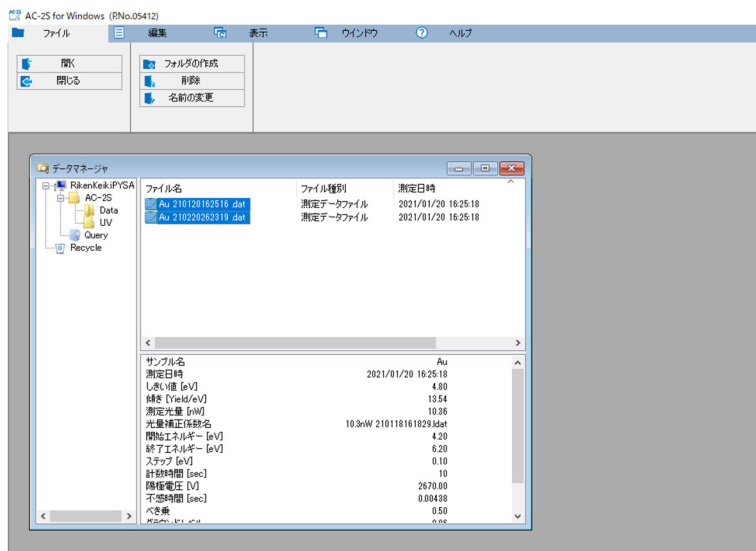 AC-2S for Windows (P.No.05412)
ファイル 編集 表示 ウインドウ ヘルプ
開く
閉じる
フォルダの作成
削除
名前の変更
データマネージャ
RikenKeikiPYSA
AC-2S
Data
UV
Query
Recycle
ファイル名 ファイル種別 測定日時
Au 210120162516 .dat 測定データファイル 2021/01/20 16:25:18
Au 210220262319 .dat 測定データファイル 2021/01/20 16:25:18
サンプル名 Au
測定日時 2021/01/20 16:25:18
しきい値 [eV] 4.80
傾き [Yield/eV] 13.54
測定光量 [nW] 10.36
光量補正係数名 10.3nW 210118161829.ldat
開始エネルギー [eV] 4.20
終了エネルギー [eV] 6.20
ステップ [eV] 0.10
計数時間 [sec] 10
陽極電圧 [V] 2670.00
不感時間 [sec] 0.00438
べき乗 0.50